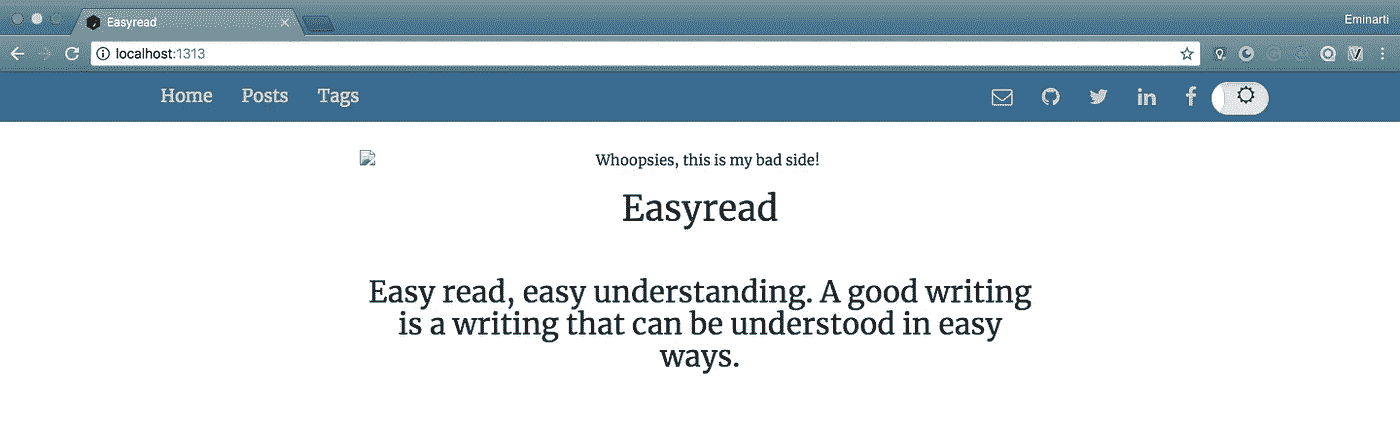 Easyread
Eminarti
localhost:1313
Home Posts Tags
Whoopsies, this is my bad side!
Easyread
Easy read, easy understanding. A good writing
is a writing that can be understood in easy
ways.